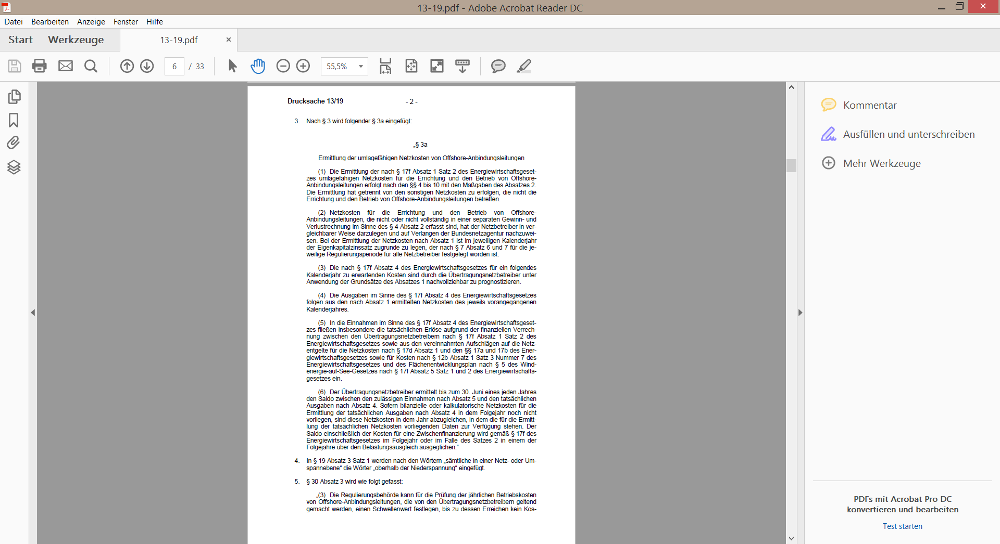 13-19.pdf - Adobe Acrobat Reader DC
Datei Bearbeiten Anzeige Fenster Hilfe
Start Werkzeuge 13-19.pdf
6 / 33 55,5%
Drucksache 13/19 - 2 -
3. Nach § 3 wird folgender § 3a eingefügt:
„§ 3a
Ermittlung der umlagefähigen Netzkosten von Offshore-Anbindungsleitungen
(1) Die Ermittlung der nach § 17f Absatz 1 Satz 2 des Energiewirtschaftsgeset-
zes umlagefähigen Netzkosten für die Errichtung und den Betrieb von Offshore-
Anbindungsleitungen erfolgt nach den §§ 4 bis 10 mit den Maßgaben des Absatzes 2.
Die Ermittlung hat getrennt von den sonstigen Netzkosten zu erfolgen, die nicht die
Errichtung und den Betrieb von Offshore-Anbindungsleitungen betreffen.
(2) Netzkosten für die Errichtung und den Betrieb von Offshore-
Anbindungsleitungen, die nicht oder nicht vollständig in einer separaten Gewinn- und
Verlustrechnung im Sinne des § 4 Absatz 2 erfasst sind, hat der Netzbetreiber in ver-
gleichbarer Weise darzulegen und auf Verlangen der Bundesnetzagentur nachzuwei-
sen. Bei der Ermittlung der Netzkosten nach Absatz 1 ist im jeweiligen Kalenderjahr
der Eigenkapitalzinssatz zugrunde zu legen, der nach § 7 Absatz 6 und 7 für die je-
weilige Regulierungsperiode für alle Netzbetreiber festgelegt worden ist.
(3) Die nach § 17f Absatz 4 des Energiewirtschaftsgesetzes für ein folgendes
Kalenderjahr zu erwartenden Kosten sind durch die Übertragungsnetzbetreiber unter
Anwendung der Grundsätze des Absatzes 1 nachvollziehbar zu prognostizieren.
(4) Die Ausgaben im Sinne des § 17f Absatz 4 des Energiewirtschaftsgesetzes
folgen aus den nach Absatz 1 ermittelten Netzkosten des jeweils vorangegangenen
Kalenderjahres.
(5) In die Einnahmen im Sinne des § 17f Absatz 4 des Energiewirtschaftsgeset-
zes fließen insbesondere die tatsächlichen Erlöse aufgrund der finanziellen Verrech-
nung zwischen den Übertragungsnetzbetreibern nach § 17f Absatz 1 Satz 2 des
Energiewirtschaftsgesetzes sowie aus den vereinnahmten Aufschlägen auf die Netz-
entgelte für die Netzkosten nach § 17d Absatz 1 und den §§ 17a und 17b des Ener-
giewirtschaftsgesetzes sowie für Kosten nach § 12b Absatz 1 Satz 3 Nummer 7 des
Energiewirtschaftsgesetzes und des Flächenentwicklungsplan nach § 5 des Wind-
energie-auf-See-Gesetzes nach § 17f Absatz 5 Satz 1 und 2 des Energiewirtschafts-
gesetzes ein.
(6) Der Übertragungsnetzbetreiber ermittelt bis zum 30. Juni eines jeden Jahres
den Saldo zwischen den zulässigen Einnahmen nach Absatz 5 und den tatsächlichen
Ausgaben nach Absatz 4. Sofern bilanzielle oder kalkulatorische Netzkosten für die
Ermittlung der tatsächlichen Ausgaben nach Absatz 4 in dem Folgejahr noch nicht
vorliegen, sind diese Netzkosten in dem Jahr abzugleichen, in dem die für die Ermitt-
lung der tatsächlichen Netzkosten vorliegenden Daten zur Verfügung stehen. Der
Saldo einschließlich der Kosten für eine Zwischenfinanzierung wird gemäß § 17f des
Energiewirtschaftsgesetzes im Folgejahr oder im Falle des Satzes 2 in einem der
Folgejahre über den Belastungsausgleich ausgeglichen.“
4. In § 19 Absatz 3 Satz 1 werden nach den Wörtern „sämtliche in einer Netz- oder Um-
spannebene“ die Wörter „oberhalb der Niederspannung“ eingefügt.
5. § 30 Absatz 3 wird wie folgt gefasst:
„(3) Die Regulierungsbehörde kann für die Prüfung der jährlichen Betriebskosten
von Offshore-Anbindungsleitungen, die von den Übertragungsnetzbetreibern geltend
gemacht werden, einen Schwellenwert festlegen, bis zu dessen Erreichen kein Kos-
Kommentar
Ausfüllen und unterschreiben
Mehr Werkzeuge
PDFs mit Acrobat Pro DC
konvertieren und bearbeiten
Test starten